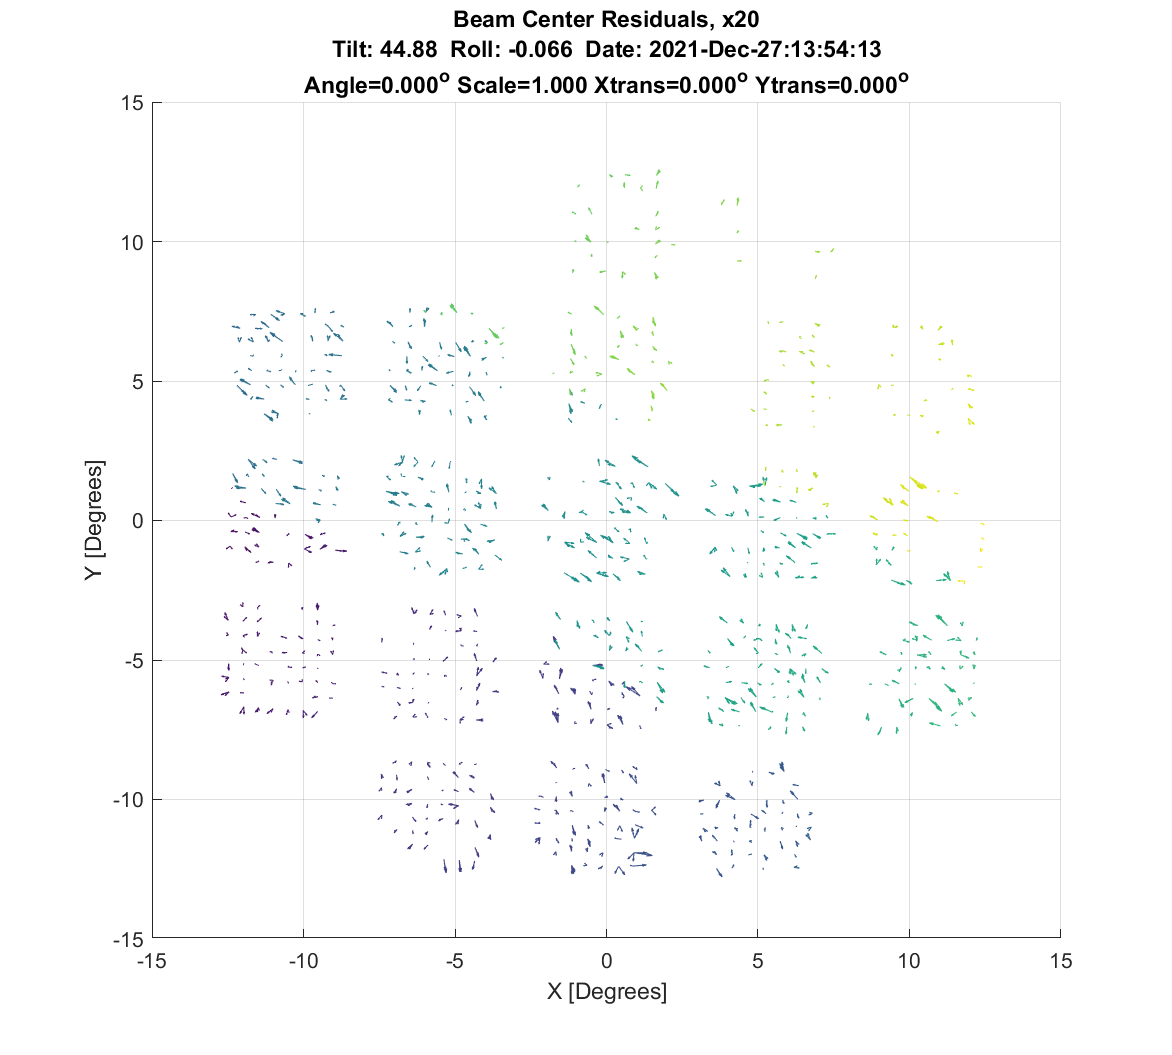 Beam Center Residuals, x20
Tilt: 44.88 Roll: -0.066 Date: 2021-Dec-27:13:54:13
Angle=0.000° Scale=1.000 Xtrans=0.000° Ytrans=0.000°
15
10
5
0
-5
-10
-15
Y [Degrees]
-15 -10 -5 0 5 10 15
X [Degrees]